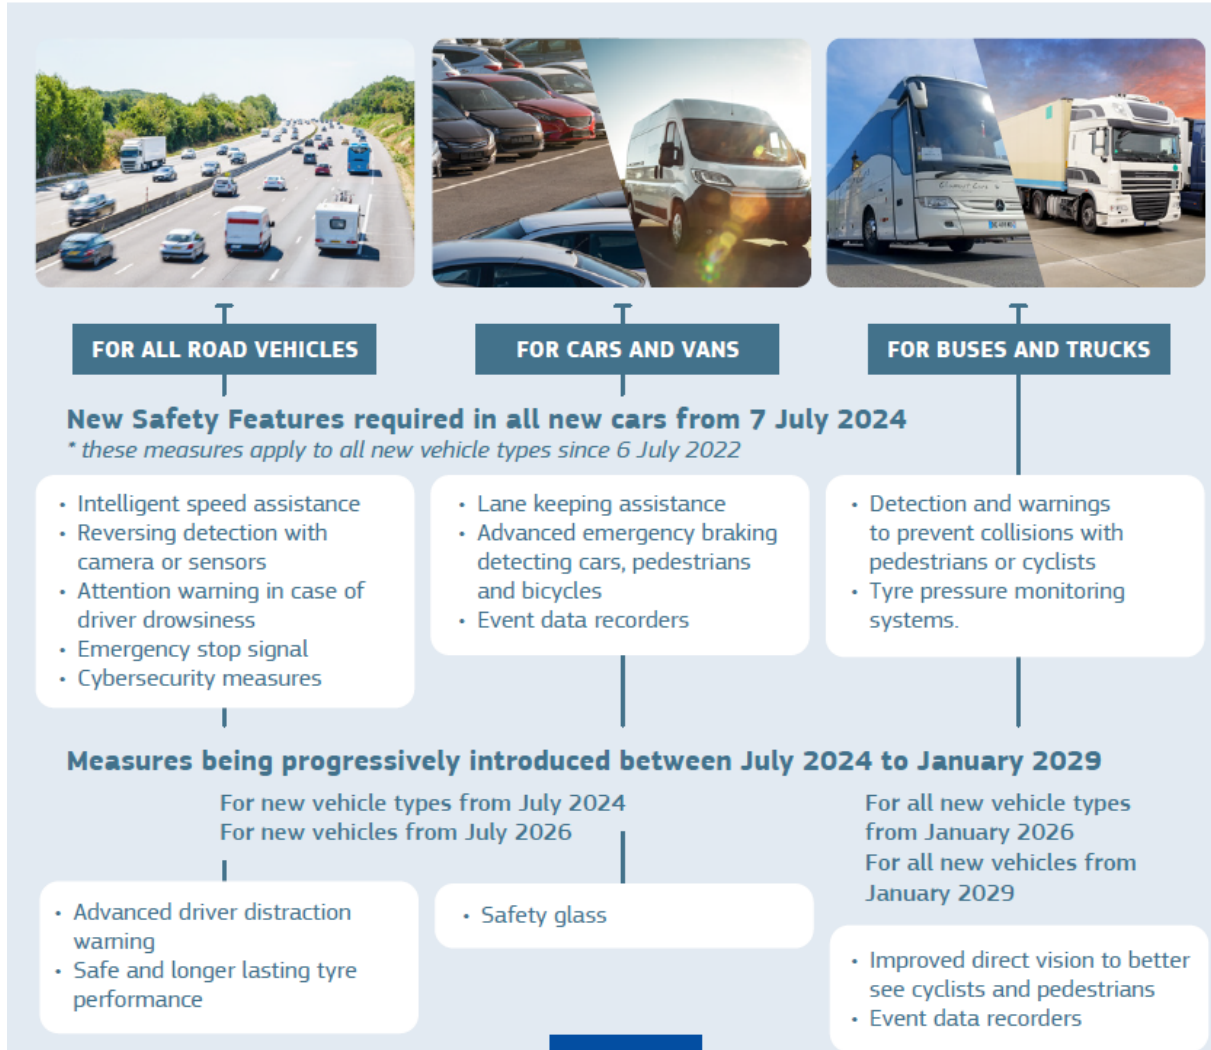 FOR ALL ROAD VEHICLES
FOR CARS AND VANS
FOR BUSES AND TRUCKS
New Safety Features required in all new cars from 7 July 2024
* these measures apply to all new vehicle types since 6 July 2022
• Intelligent speed assistance
• Reversing detection with
camera or sensors
• Attention warning in case of
driver drowsiness
• Emergency stop signal
• Cybersecurity measures
• Lane keeping assistance
• Advanced emergency braking
detecting cars, pedestrians
and bicycles
• Event data recorders
• Detection and warnings
to prevent collisions with
pedestrians or cyclists
• Tyre pressure monitoring
systems.
Measures being progressively introduced between July 2024 to January 2029
For new vehicle types from July 2024
For new vehicles from July 2026
For all new vehicle types
from January 2026
For all new vehicles from
January 2029
• Advanced driver distraction
warning
• Safe and longer lasting tyre
performance
• Safety glass
• Improved direct vision to better
see cyclists and pedestrians
• Event data recorders